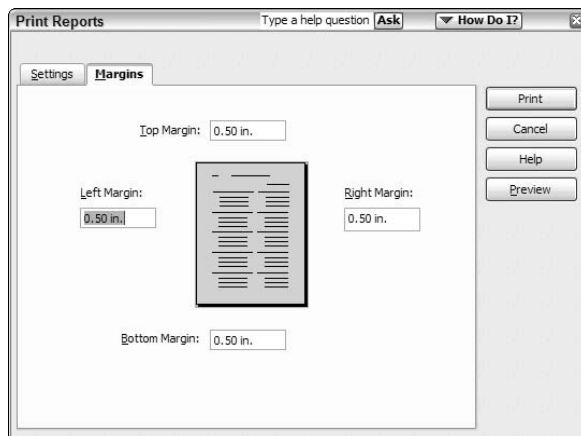 Print Reports
Type a help question Ask
How Do I?
Settings
Margins
Top Margin: 0.50 in.
Left Margin:
0.50 in.
Right Margin:
0.50 in.
Bottom Margin: 0.50 in.
Print
Cancel
Help
Preview